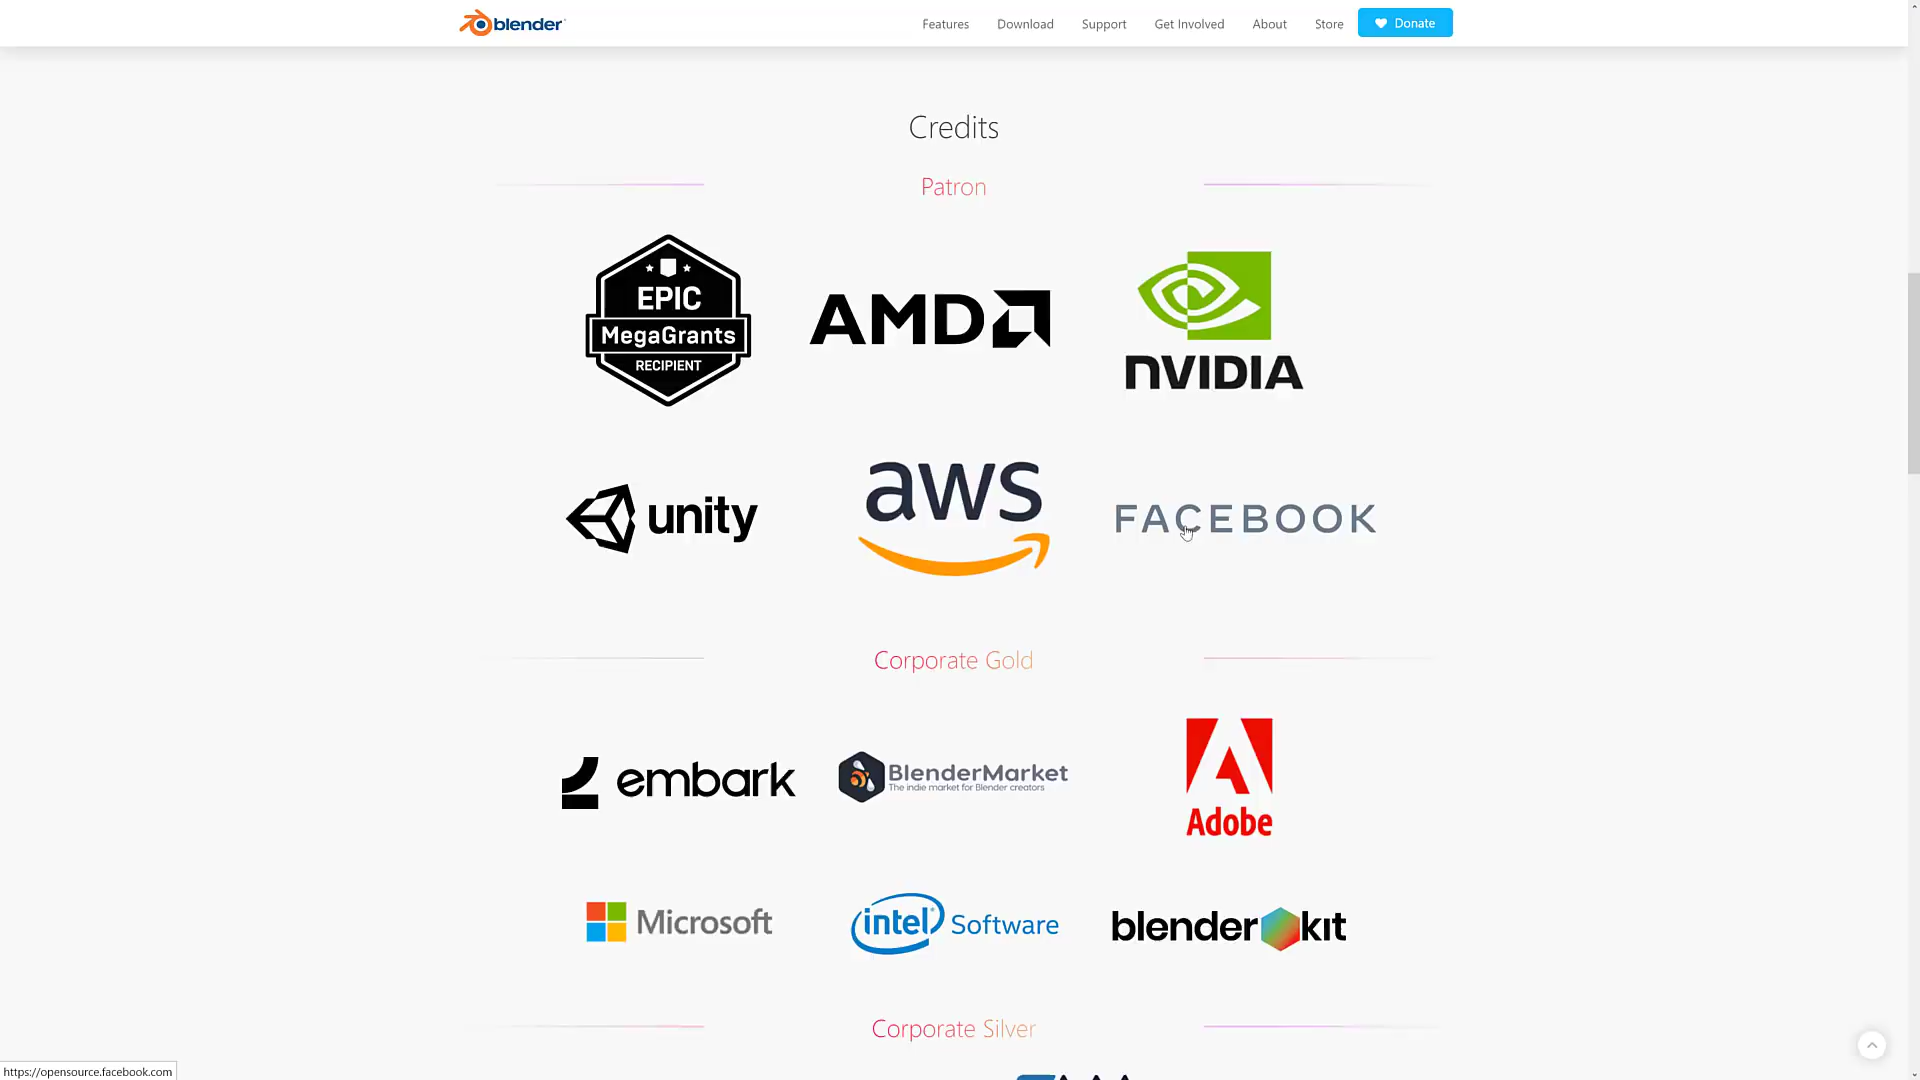 blender
Features
Download
Support
Get Involved
About
Store
Donate
Credits
Patron
EPIC
MegaGrants
RECIPIENT
AMD
NVIDIA
unity
aws
FACEBOOK
Corporate Gold
embark
BlenderMarket
The indie market for Blender creators
Adobe
Microsoft
intel Software
blender kit
Corporate Silver
https://opensource.facebook.com